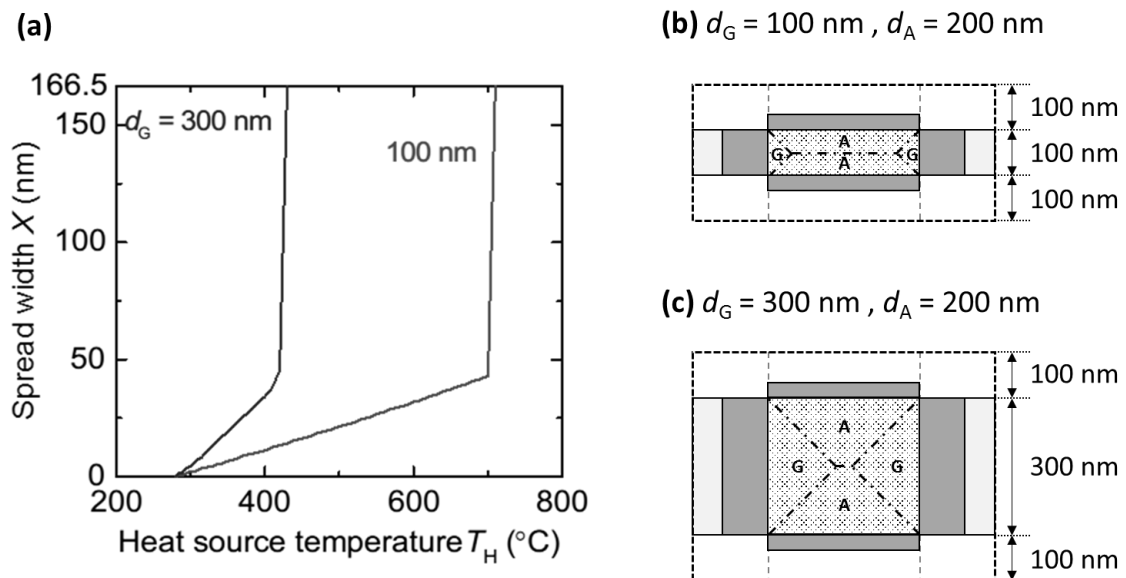 (a)
166.5
150
100
50
0
Spread width X (nm)
d_G = 300 nm
100 nm
200
400
600
800
Heat source temperature T_H (°C)
(b) d_G = 100 nm , d_A = 200 nm
A
G
G
A
100 nm
100 nm
100 nm
(c) d_G = 300 nm , d_A = 200 nm
A
G
G
A
100 nm
300 nm
100 nm